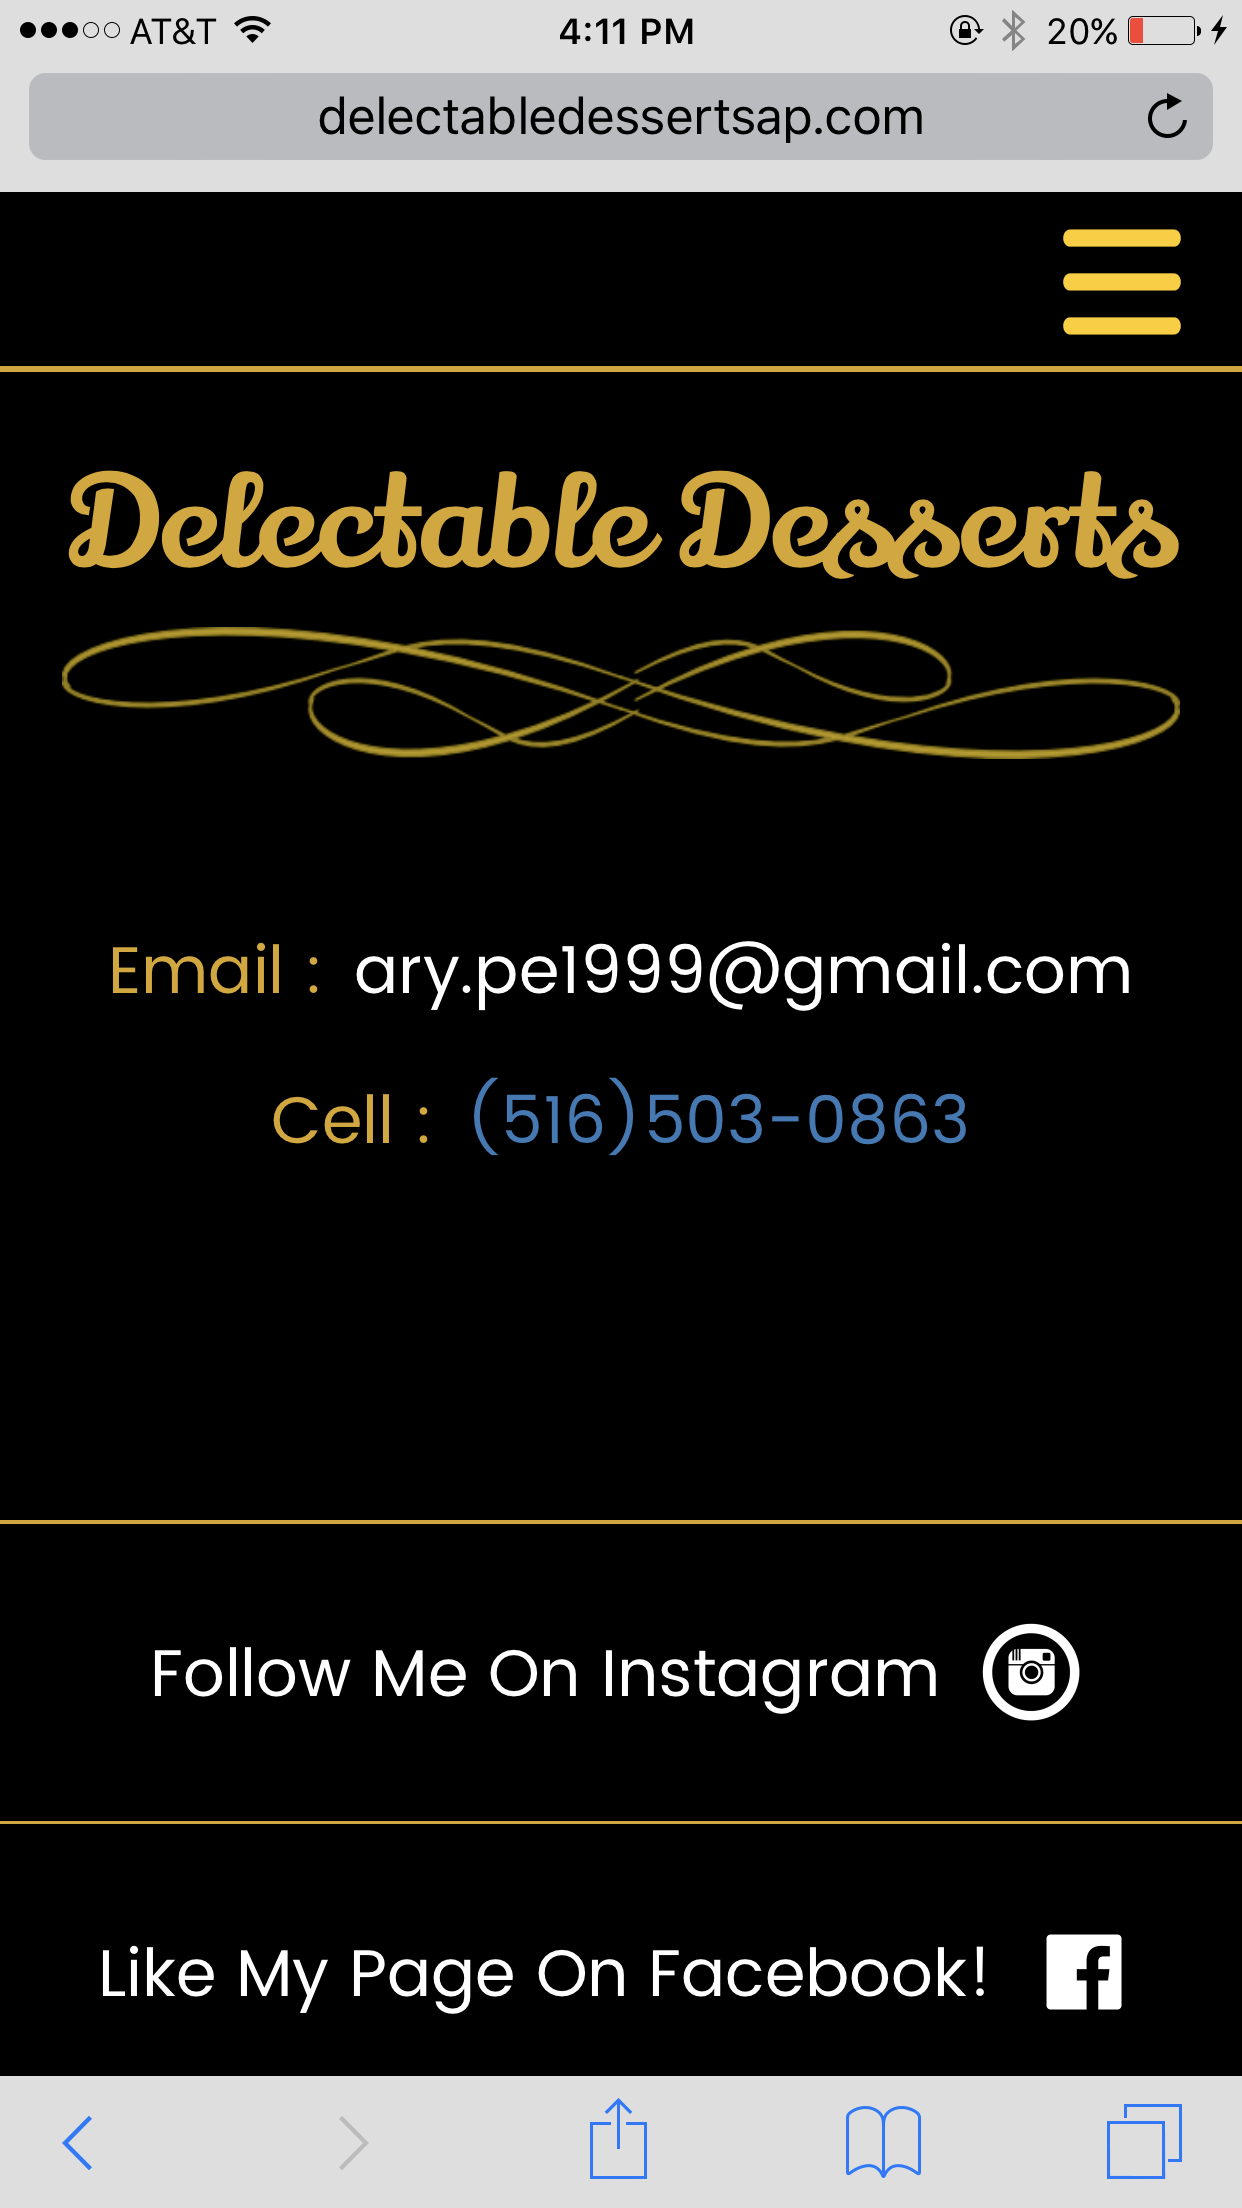 AT&T 4:11 PM 20%
delectabledessertsap.com
Delectable Desserts
Email : ary.pe1999@gmail.com
Cell : (516)503-0863
Follow Me On Instagram
Like My Page On Facebook!